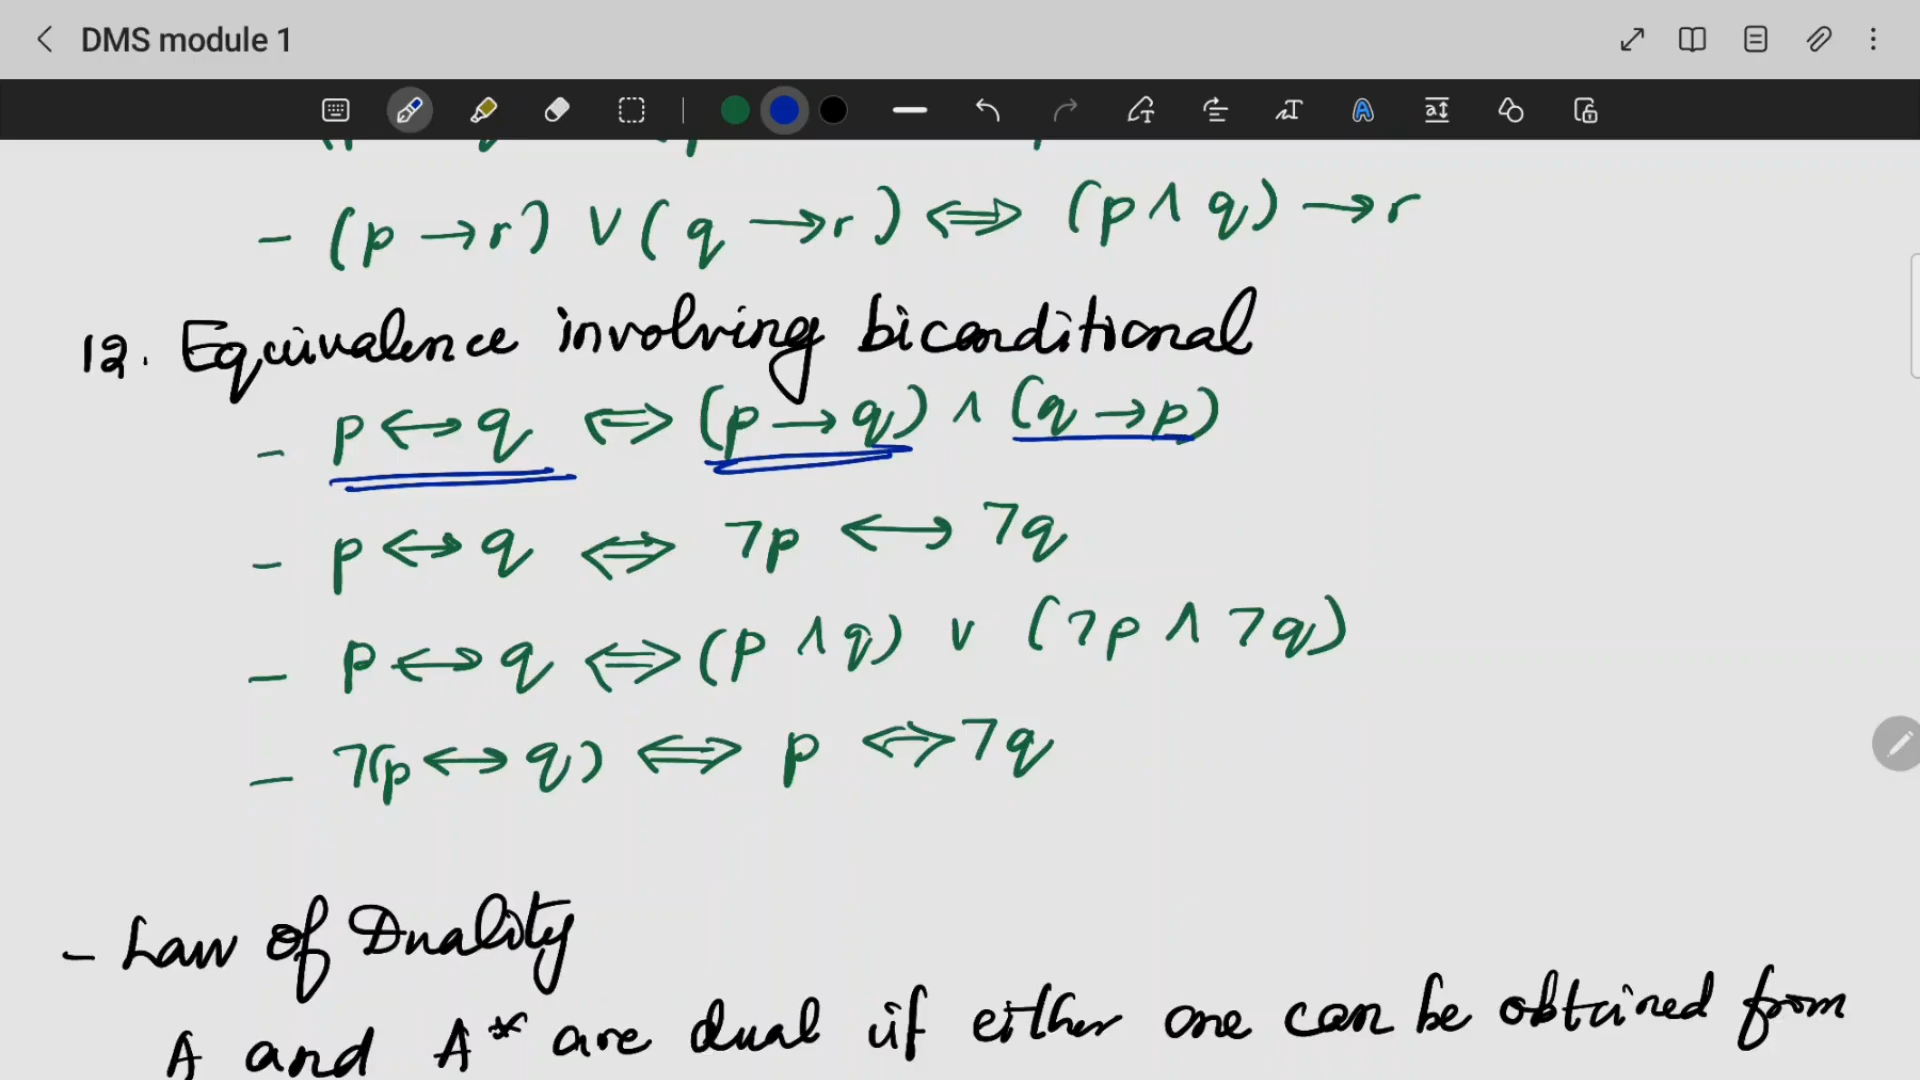 DMS module 1
- (p → r) ∨ (q → r) ⟺ (p ∧ q) → r
12. Equivalence involving biconditional
- p ↔ q ⟺ (p → q) ∧ (q → p)
- p ↔ q ⟺ ¬p ↔ ¬q
- p ↔ q ⟺ (p ∧ q) ∨ (¬p ∧ ¬q)
- ¬(p ↔ q) ⟺ p ⟺ ¬q
- Law of Duality
A and A* are dual if either one can be obtained from